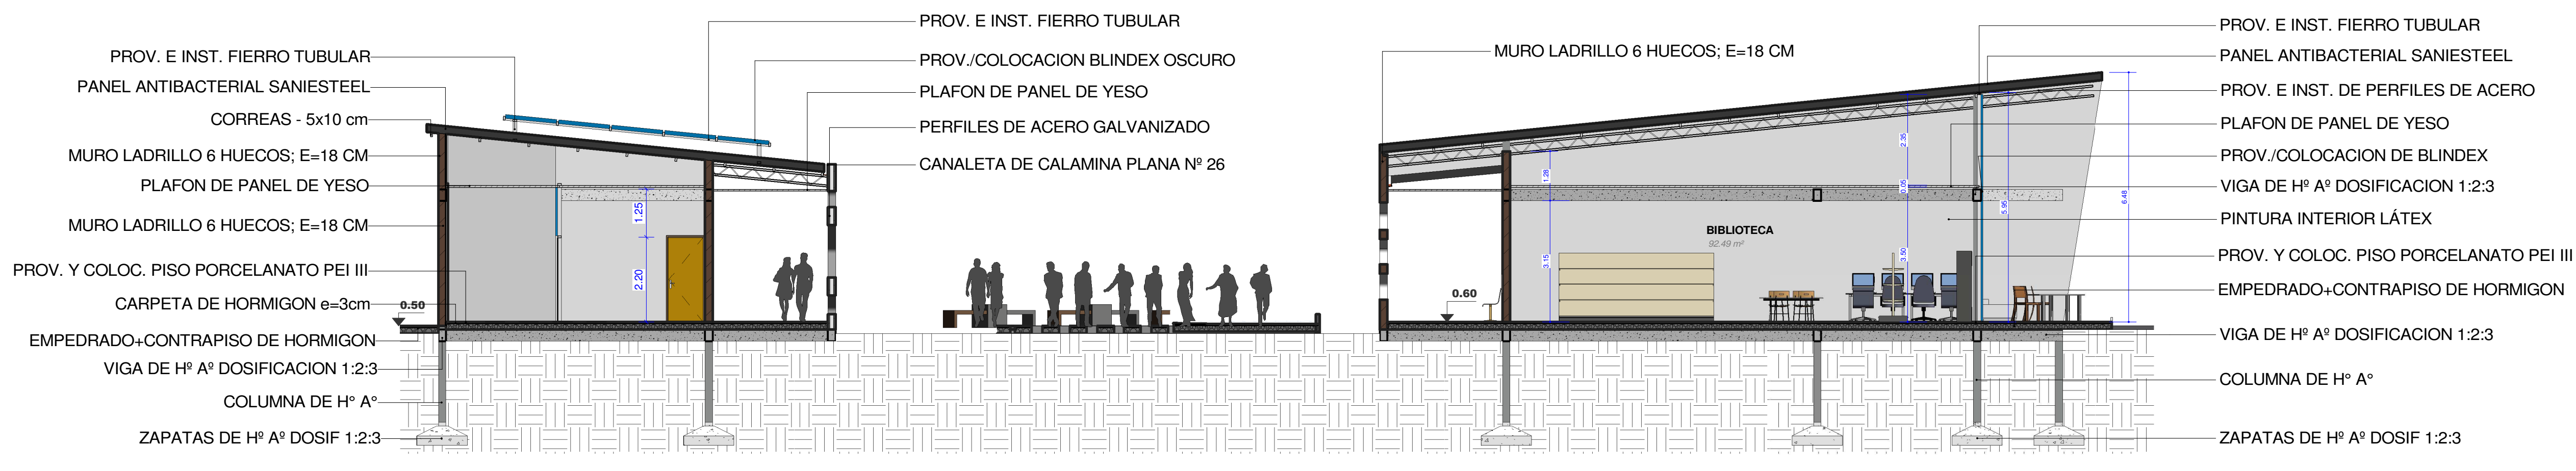 PROV. E INST. FIERRO TUBULAR
PANEL ANTIBACTERIAL SANIESTEEL
CORREAS - 5x10 cm
MURO LADRILLO 6 HUECOS; E=18 CM
PLAFON DE PANEL DE YESO
MURO LADRILLO 6 HUECOS; E=18 CM
PROV. Y COLOC. PISO PORCELANATO PEI III
CARPETA DE HORMIGON e=3cm
0.50
EMPEDRADO+CONTRAPISO DE HORMIGON
VIGA DE Hº Aº DOSIFICACION 1:2:3
COLUMNA DE H° A°
ZAPATAS DE Hº Aº DOSIF 1:2:3
1.25
2.20
PROV. E INST. FIERRO TUBULAR
PROV./COLOCACION BLINDEX OSCURO
PLAFON DE PANEL DE YESO
PERFILES DE ACERO GALVANIZADO
CANALETA DE CALAMINA PLANA Nº 26
MURO LADRILLO 6 HUECOS; E=18 CM
0.60
1.28
3.15
BIBLIOTECA
92.49 m²
2.35
0.05
3.50
5.95
6.48
PROV. E INST. FIERRO TUBULAR
PANEL ANTIBACTERIAL SANIESTEEL
PROV. E INST. DE PERFILES DE ACERO
PLAFON DE PANEL DE YESO
PROV./COLOCACION DE BLINDEX
VIGA DE Hº Aº DOSIFICACION 1:2:3
PINTURA INTERIOR LÁTEX
PROV. Y COLOC. PISO PORCELANATO PEI III
EMPEDRADO+CONTRAPISO DE HORMIGON
VIGA DE Hº Aº DOSIFICACION 1:2:3
COLUMNA DE H° A°
ZAPATAS DE Hº Aº DOSIF 1:2:3